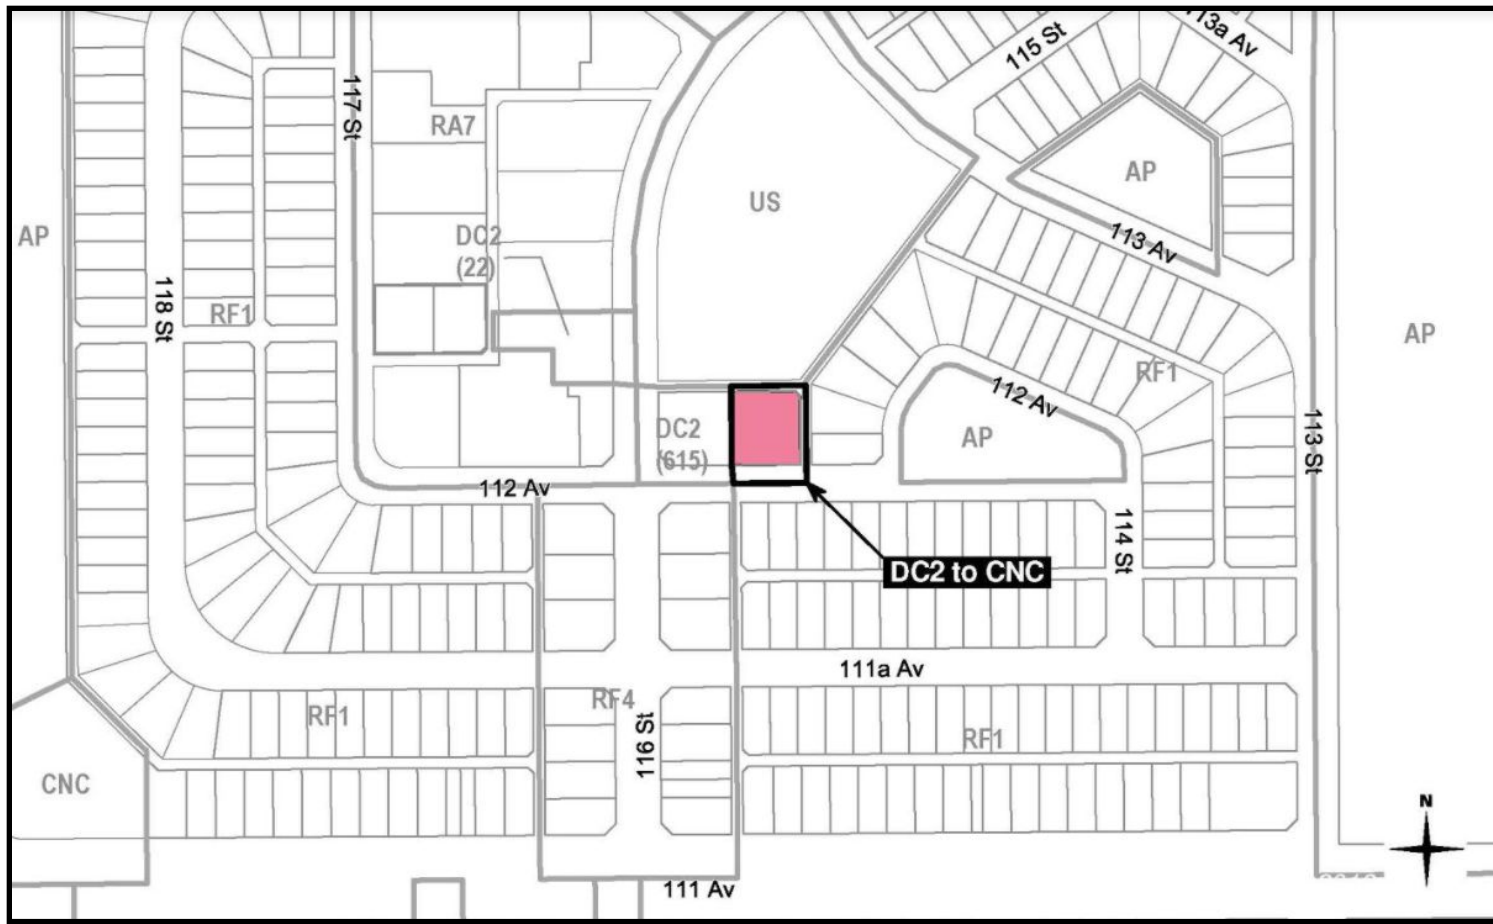 113a Av
115 St
117 St
RA7
AP
US
AP
DC2
(22)
113 Av
118 St
RF1
AP
RF1
112 Av
DC2
(615)
AP
113 St
112 Av
114 St
DC2 to CNC
111a Av
RF4
RF1
116 St
RF1
CNC
N
111 Av